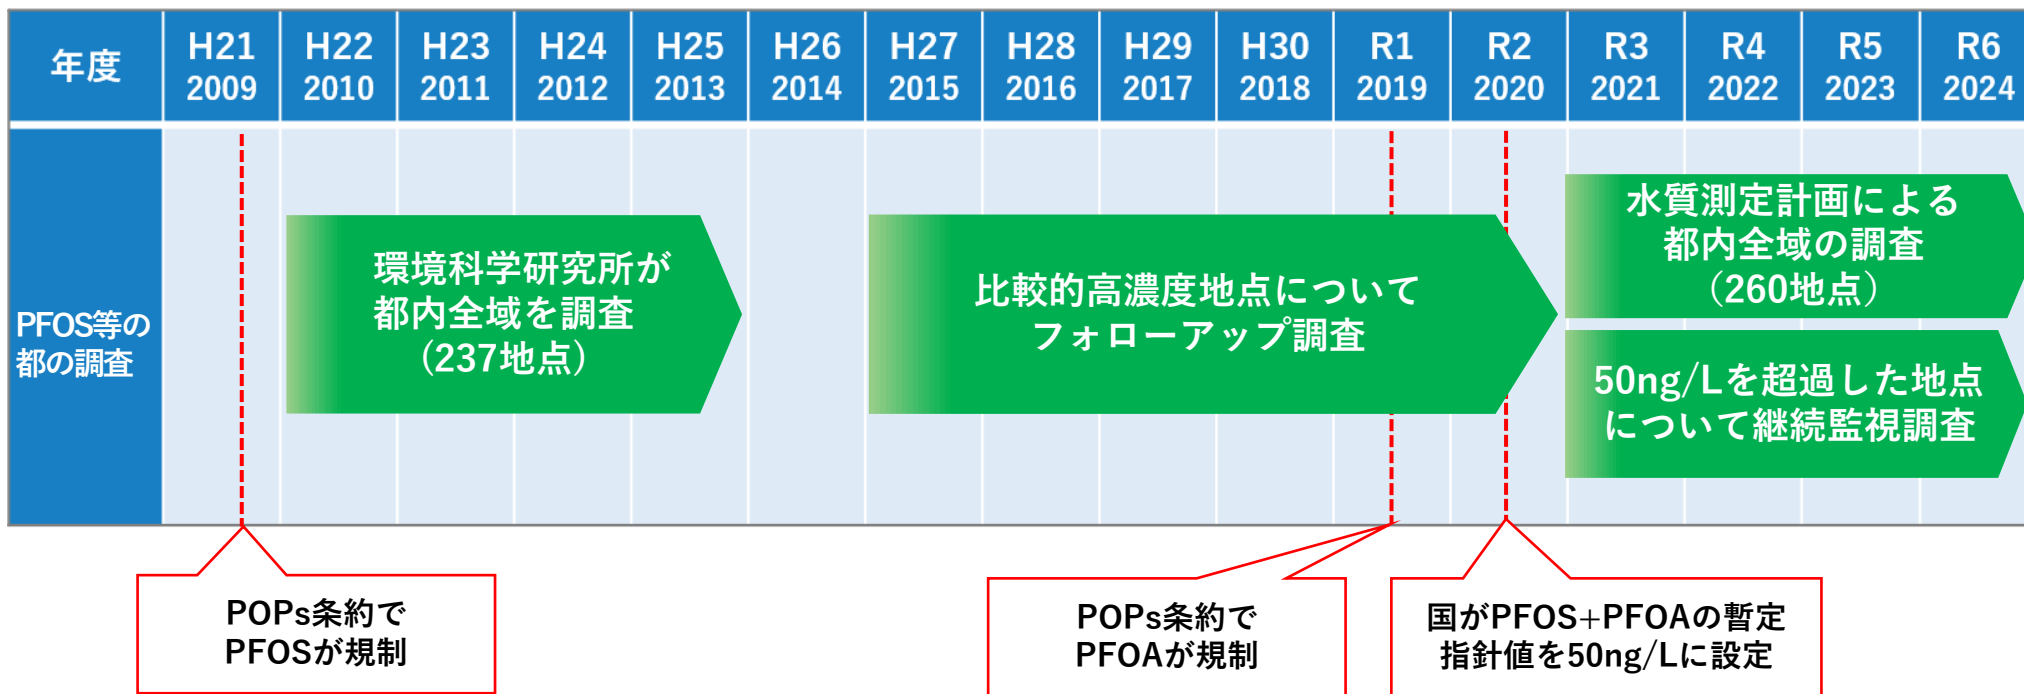 年度
H21
2009
H22
2010
H23
2011
H24
2012
H25
2013
H26
2014
H27
2015
H28
2016
H29
2017
H30
2018
R1
2019
R2
2020
R3
2021
R4
2022
R5
2023
R6
2024
PFOS等の
都の調査
環境科学研究所が
都内全域を調査
(237地点)
比較的高濃度地点について
フォローアップ調査
水質測定計画による
都内全域の調査
(260地点)
50ng/Lを超過した地点
について継続監視調査
POPs条約で
PFOSが規制
POPs条約で
PFOAが規制
国がPFOS+PFOAの暫定
指針値を50ng/Lに設定